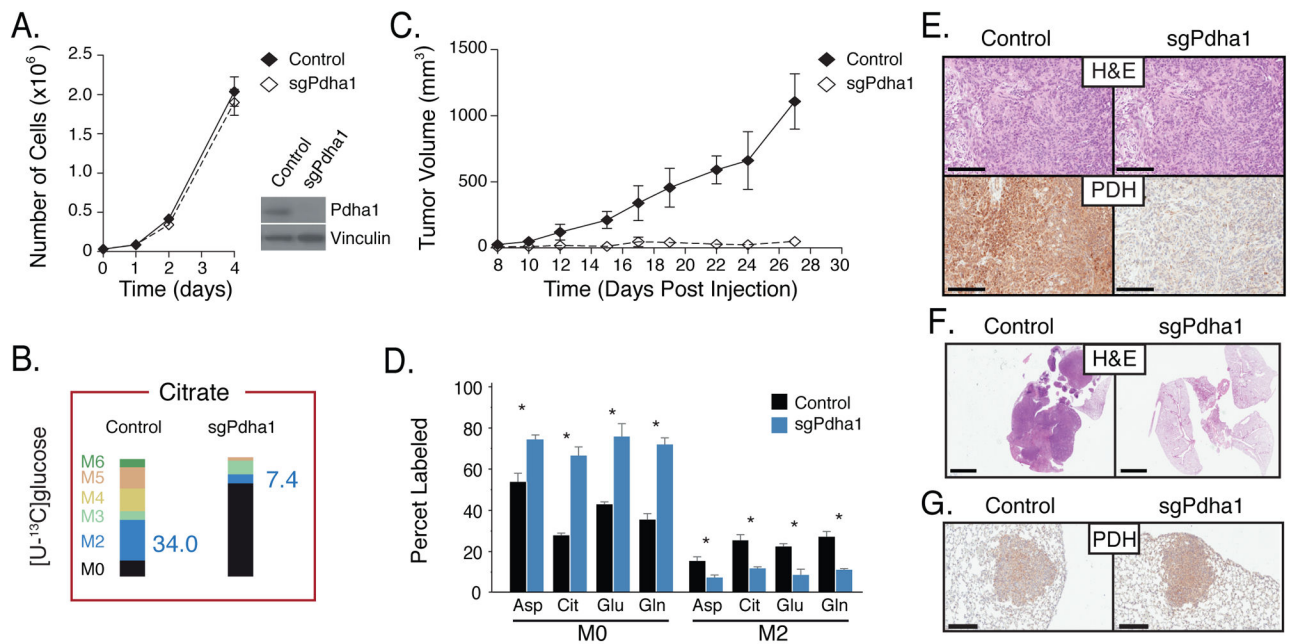 A.
Number of Cells (x10⁶)
2.5
2.0
1.5
1.0
0.5
0
0 1 2 3 4
Time (days)
Control
sgPdha1
Control
sgPdha1
Pdha1
Vinculin
B.
[U-¹³C]glucose
Citrate
Control
sgPdha1
M6
M5
M4
M3
M2
M0
34.0
7.4
C.
Tumor Volume (mm³)
1500
1000
500
0
8 10 12 14 16 17 19 22 24 26 28 30
Time (Days Post Injection)
Control
sgPdha1
D.
Percet Labeled
100
80
60
40
20
0
Control
sgPdha1
* * * * * * * *
Asp Cit Glu Gln Asp Cit Glu Gln
M0 M2
E.
Control sgPdha1
H&E
PDH
F.
Control sgPdha1
H&E
G.
Control sgPdha1
PDH